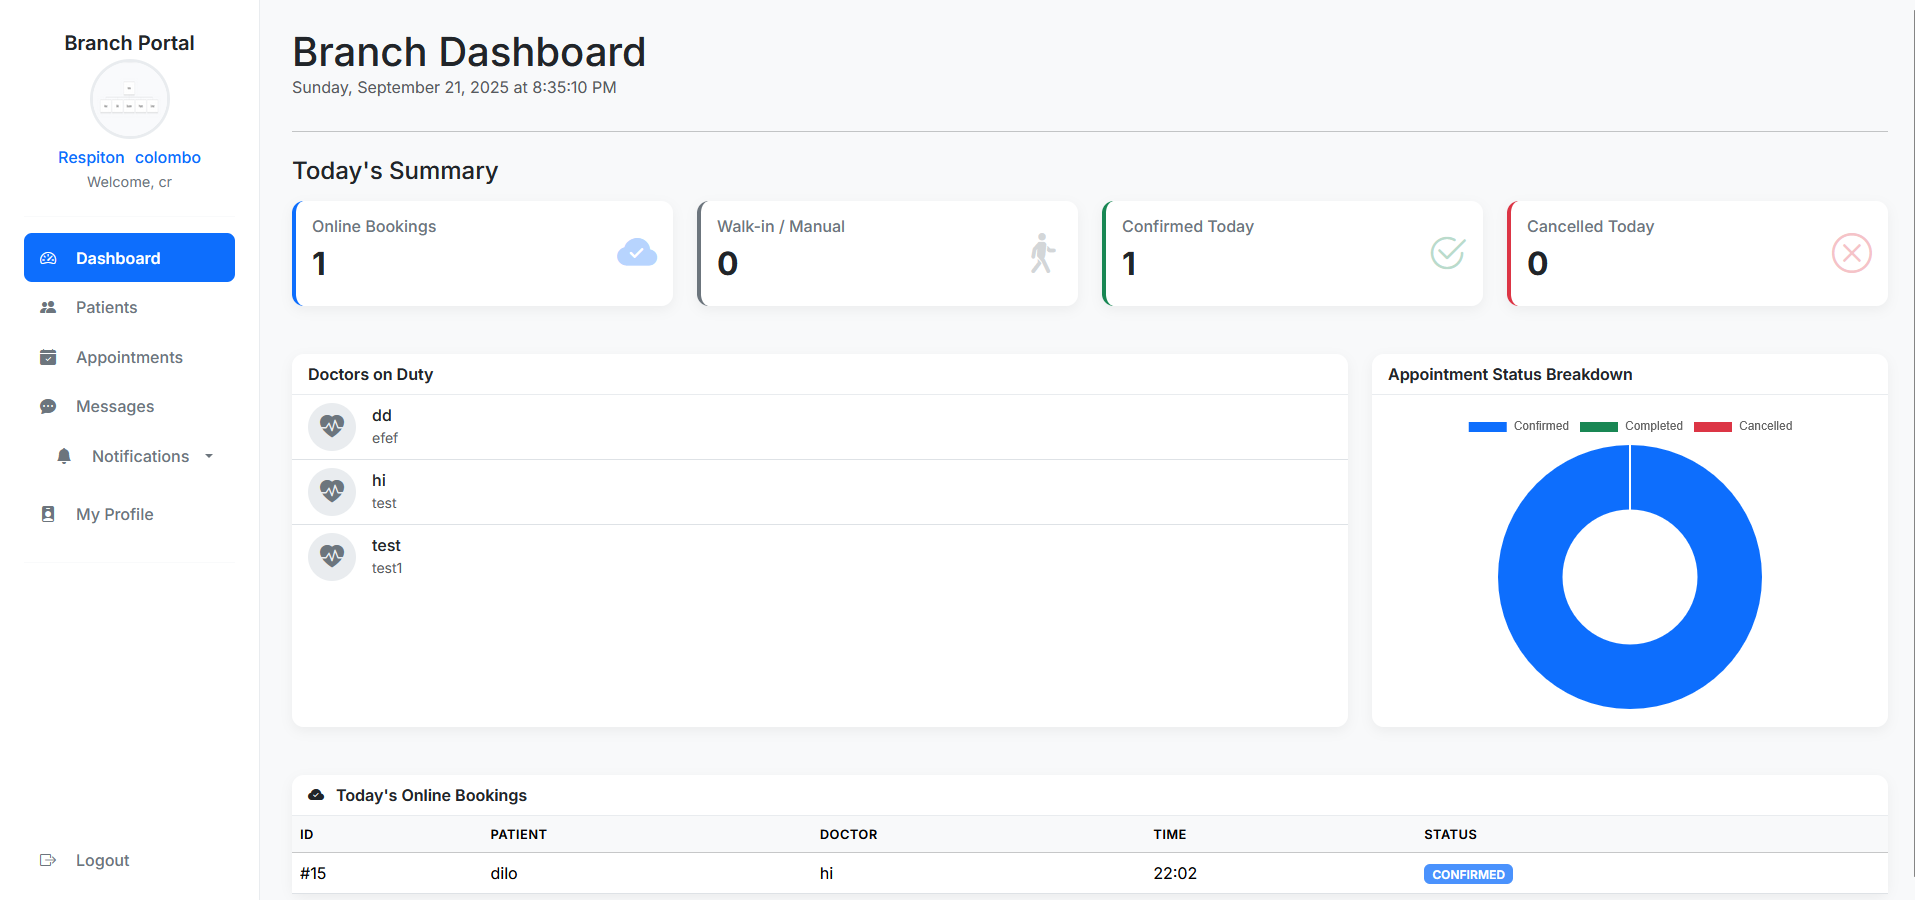 Branch Portal
Respiton colombo
Welcome, cr
Dashboard
Patients
Appointments
Messages
Notifications
My Profile
Logout
Branch Dashboard
Sunday, September 21, 2025 at 8:35:10 PM
Today's Summary
Online Bookings
1
Walk-in / Manual
0
Confirmed Today
1
Cancelled Today
0
Doctors on Duty
dd
efef
hi
test
test
test1
Appointment Status Breakdown
Confirmed Completed Cancelled
Today's Online Bookings
ID PATIENT DOCTOR TIME STATUS
#15 dilo hi 22:02 CONFIRMED